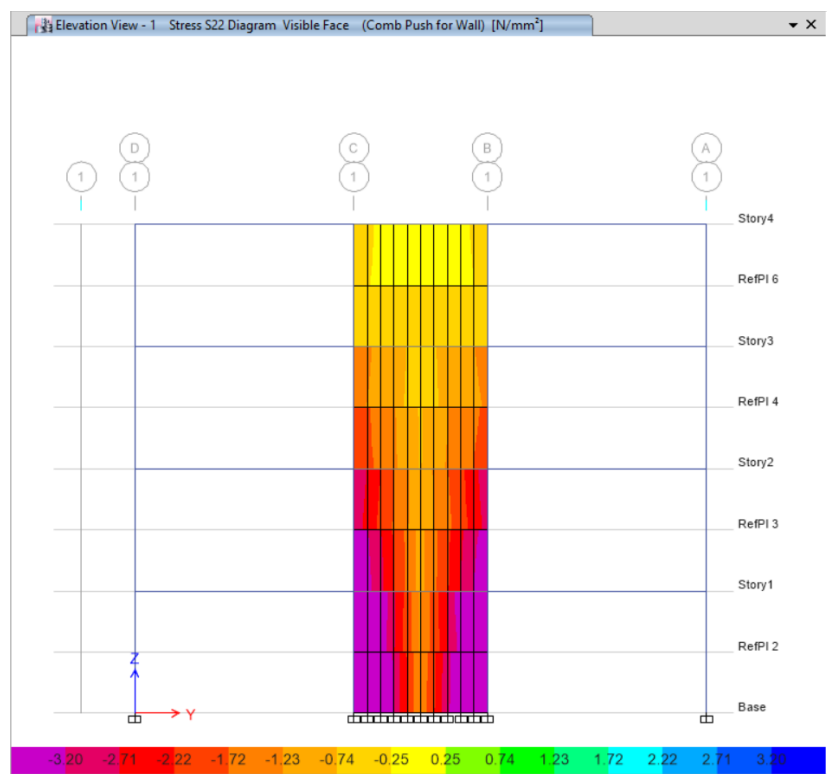 Elevation View - 1 Stress S22 Diagram Visible Face (Comb Push for Wall) [N/mm²]
D C B A
1 1 1 1 1
Story4
RefPl 6
Story3
RefPl 4
Story2
RefPl 3
Story1
RefPl 2
Z
Y
Base
-3.20 -2.71 -2.22 -1.72 -1.23 -0.74 -0.25 0.25 0.74 1.23 1.72 2.22 2.71 3.20